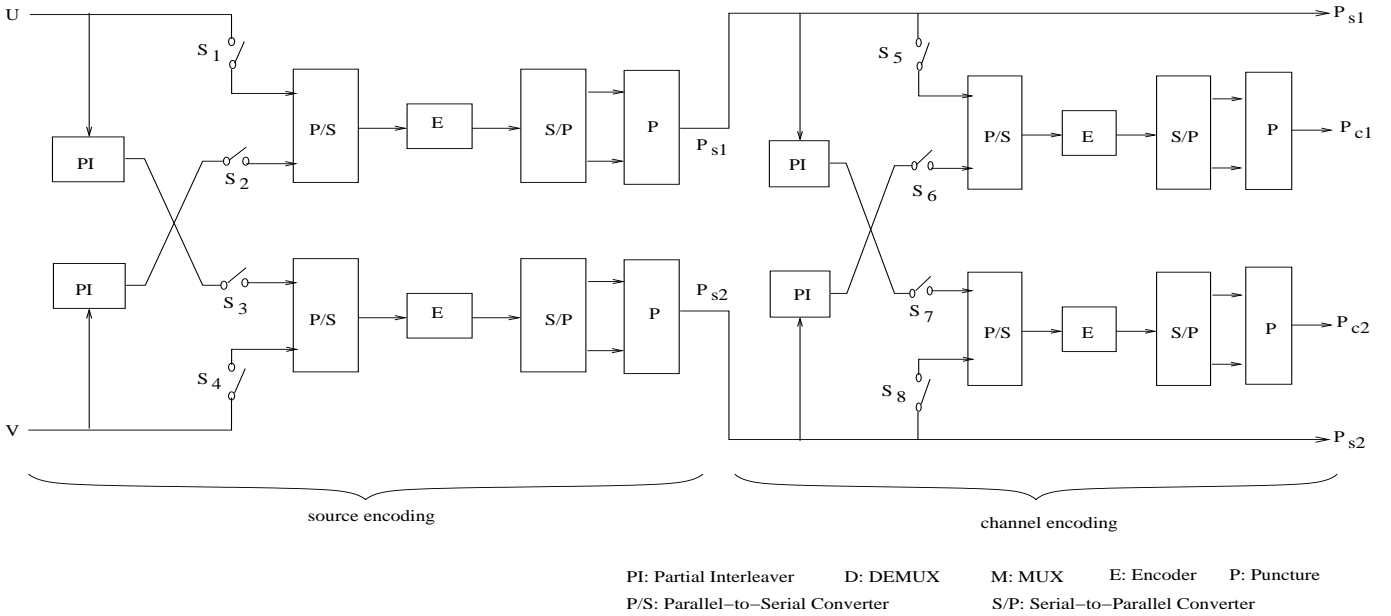 U
P s1
S 1
S 5
P/S
E
S/P
P
P s1
P/S
E
S/P
P
P c1
PI
S 2
PI
S 6
PI
S 3
P/S
E
S/P
P
P s2
PI
S 7
P/S
E
S/P
P
P c2
S 4
S 8
V
P s2
source encoding
channel encoding
PI: Partial Interleaver D: DEMUX M: MUX E: Encoder P: Puncture
P/S: Parallel−to−Serial Converter S/P: Serial−to−Parallel Converter